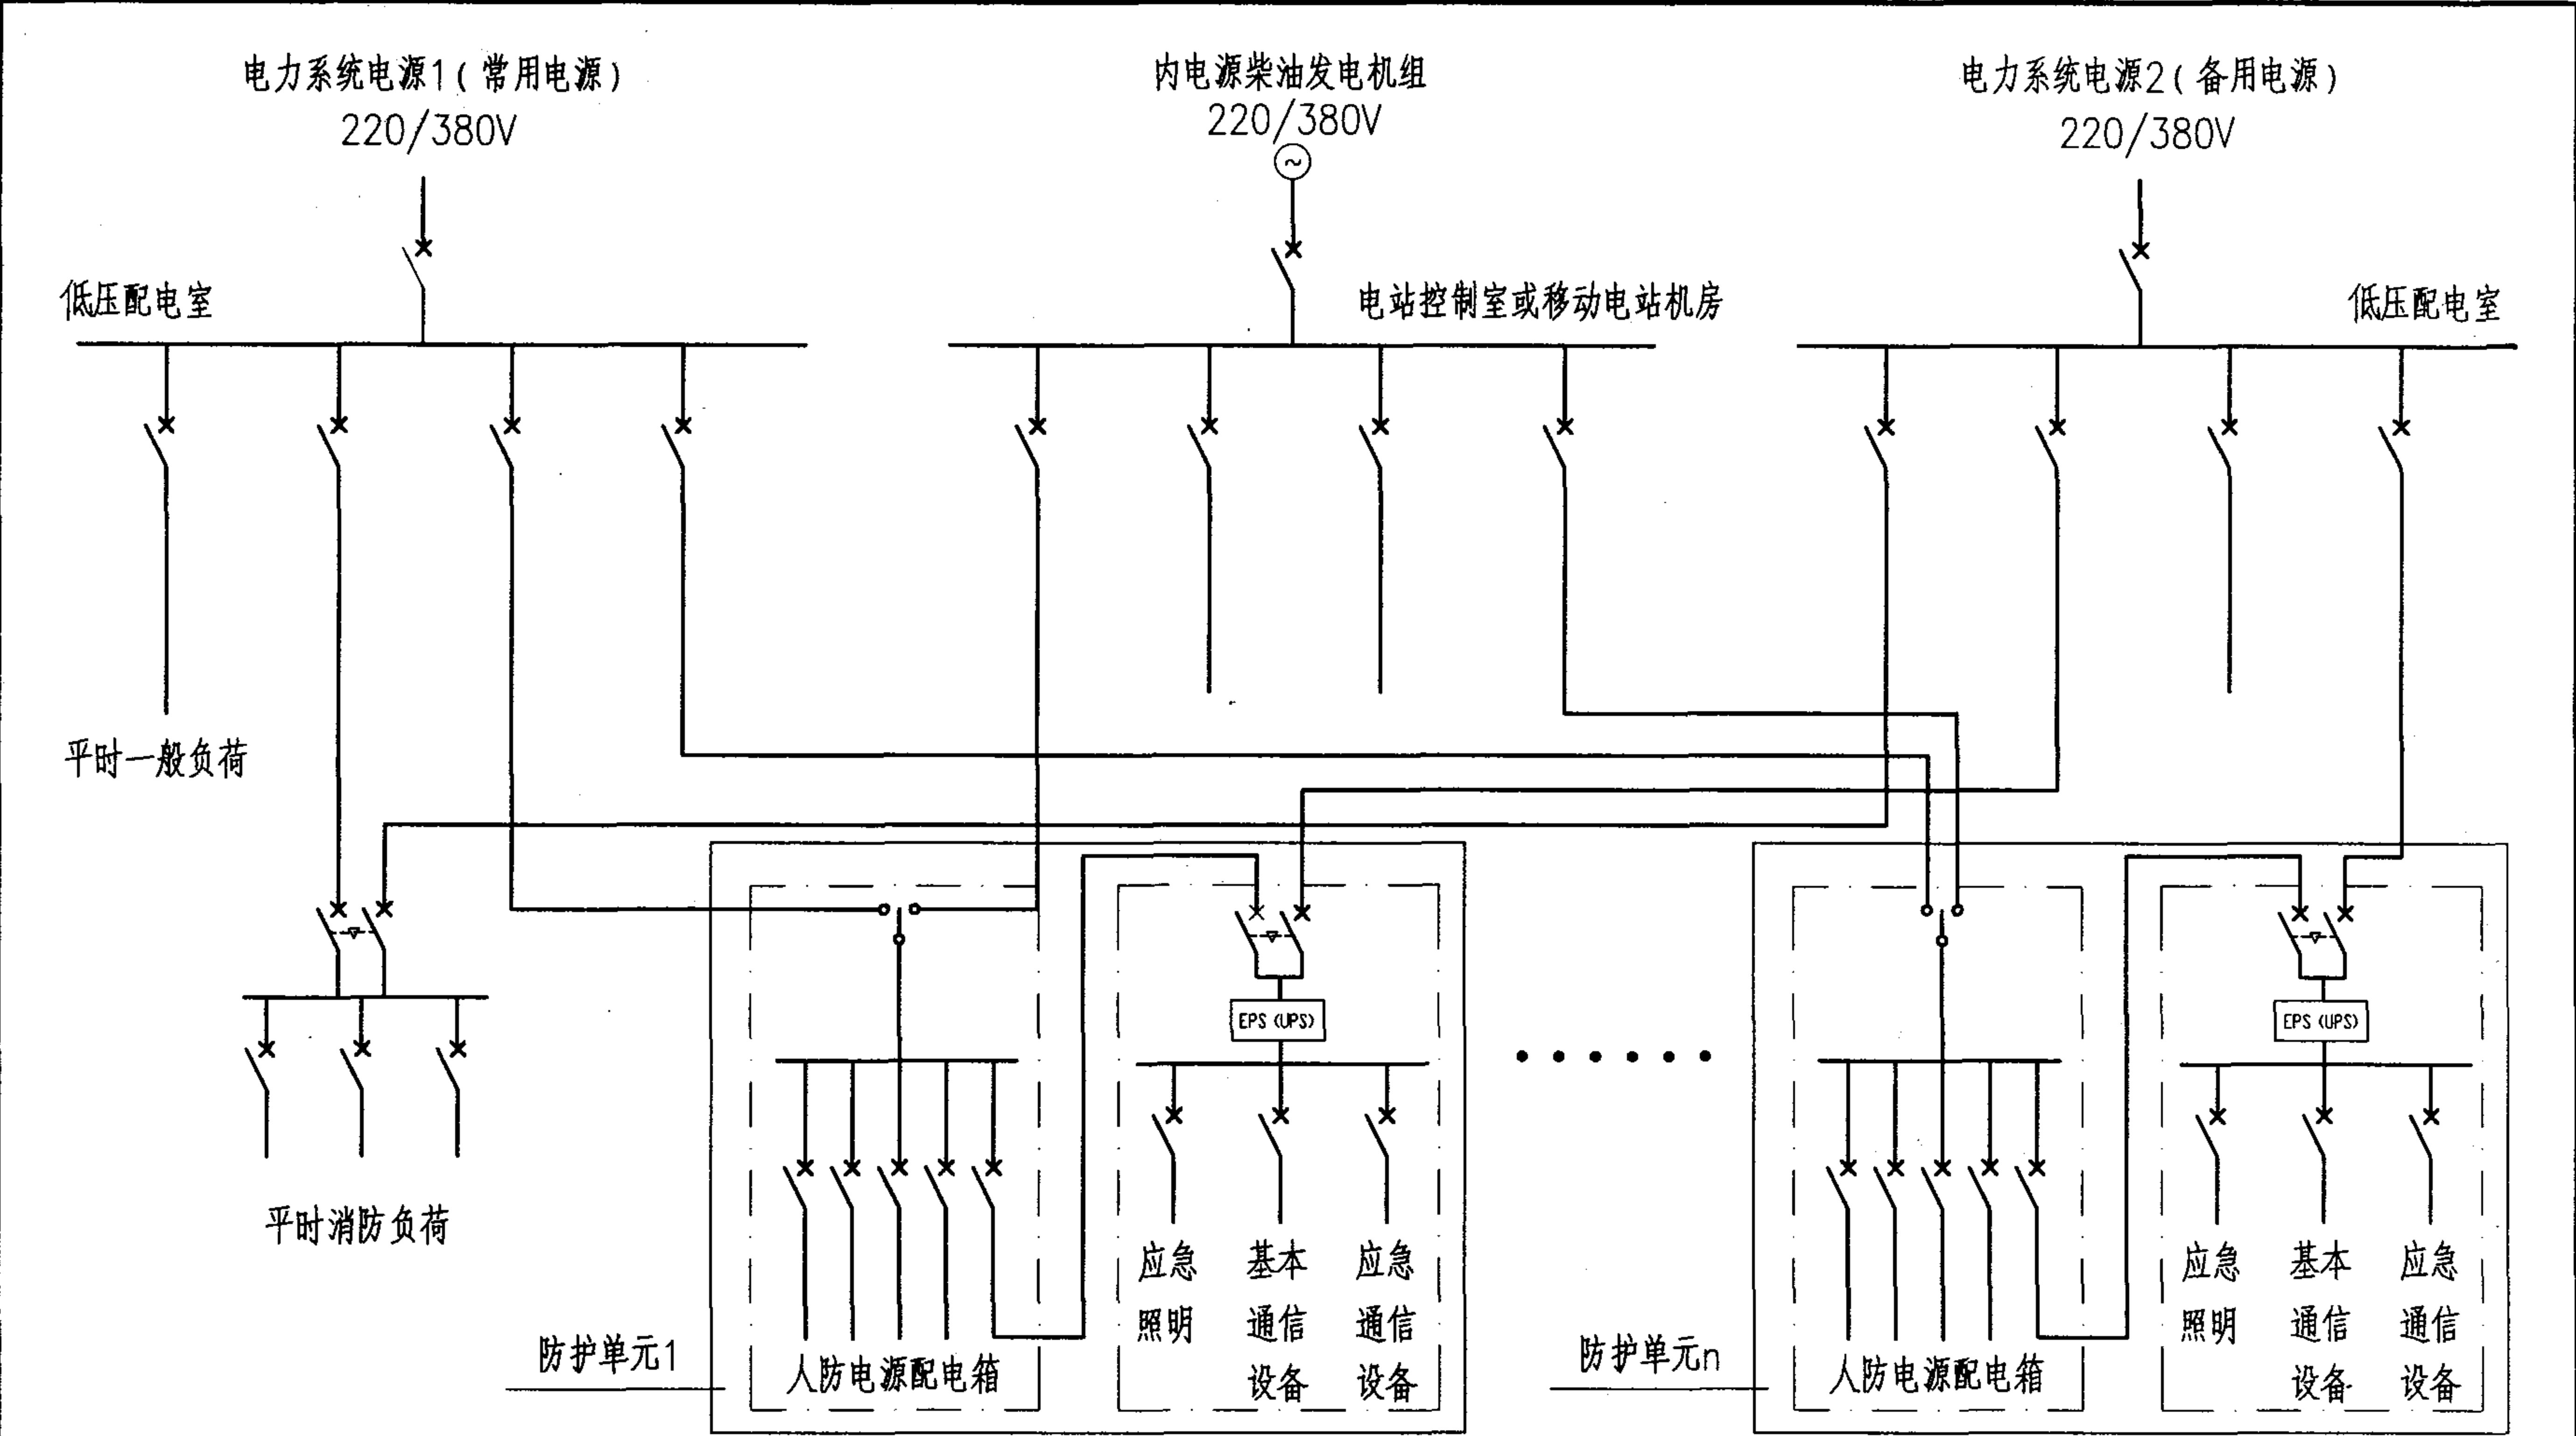 电力系统电源1(常用电源)
220/380V
内电源柴油发电机组
220/380V
~
电力系统电源2(备用电源)
220/380V
低压配电室
电站控制室或移动电站机房
低压配电室
平时一般负荷
平时消防负荷
防护单元1
人防电源配电箱
EPS(UPS)
应急
照明
基本
通信
设备
应急
通信
设备
防护单元n
人防电源配电箱
EPS(UPS)
应急
照明
基本
通信
设备
应急
通信
设备